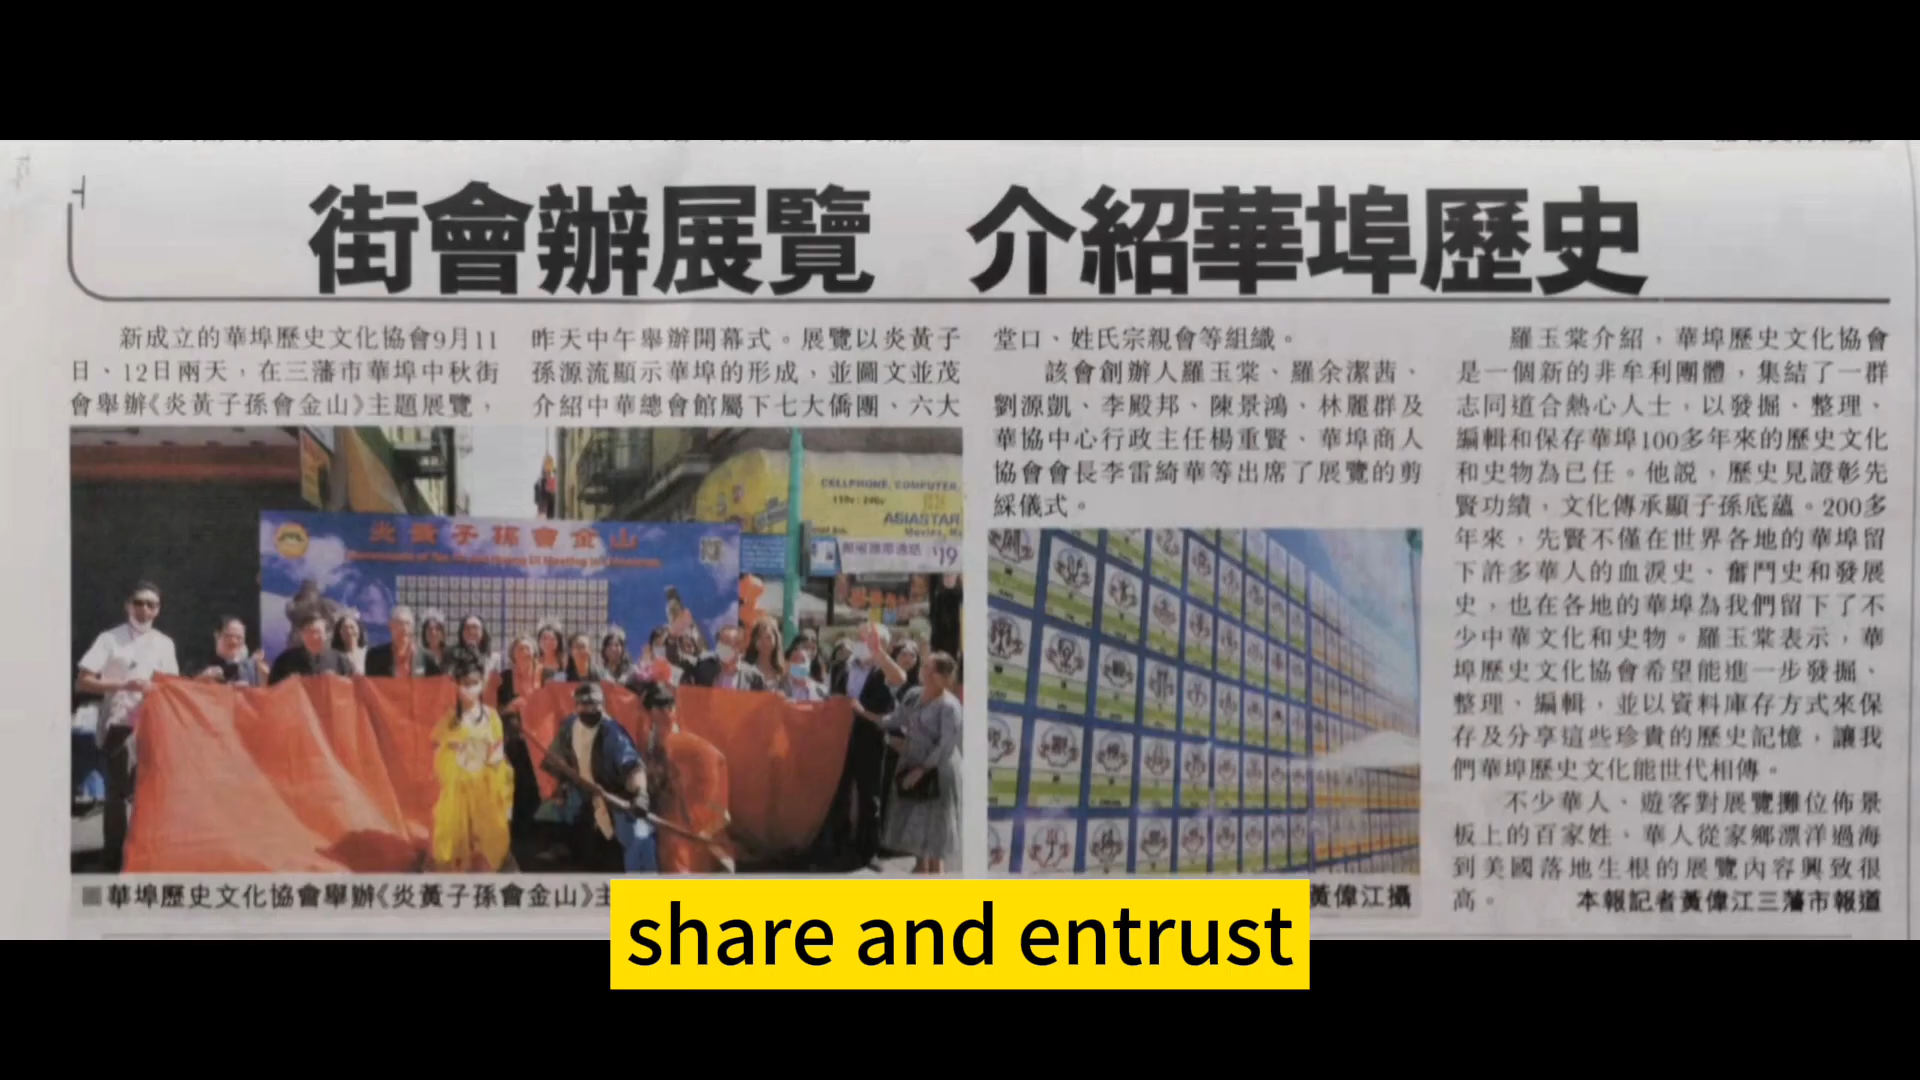 街會辦展覽 介紹華埠歷史
新成立的華埠歷史文化協會9月11
日、12日兩天，在三藩市華埠中秋街
會舉辦《炎黃子孫會金山》主題展覽，
昨天中午舉辦開幕式。展覽以炎黃子
孫源流顯示華埠的形成，並圖文並茂
介紹中華總會館屬下七大僑團、六大
堂口、姓氏宗親會等組織。
該會創辦人羅玉棠、羅余潔茜、
劉源凱、李殿邦、陳景鴻、林麗群及
華協中心行政主任楊重賢、華埠商人
協會會長李雷綺華等出席了展覽的剪
綵儀式。
羅玉棠介紹，華埠歷史文化協會
是一個新的非牟利團體，集結了一群
志同道合熱心人士，以發掘、整理、
編輯和保存華埠100多年來的歷史文化
和史物為已任。他説，歷史見證彰先
賢功績，文化傳承顯子孫底蘊。200多
年來，先賢不僅在世界各地的華埠留
下許多華人的血淚史、奮鬥史和發展
史，也在各地的華埠為我們留下了不
少中華文化和史物。羅玉棠表示，華
埠歷史文化協會希望能進一步發掘、
整理、編輯，並以資料庫存方式來保
存及分享這些珍貴的歷史記憶，讓我
們華埠歷史文化能世代相傳。
不少華人、遊客對展覽攤位佈景
板上的百家姓、華人從家鄉漂洋過海
到美國落地生根的展覽內容興致很
高。 本報記者黃偉江三藩市報道
炎黃子孫會金山
CELLPHONE, COMPUTER
ASIASTAR
$19
■華埠歷史文化協會舉辦《炎黃子孫會金山》主
黃偉江攝
share and entrust